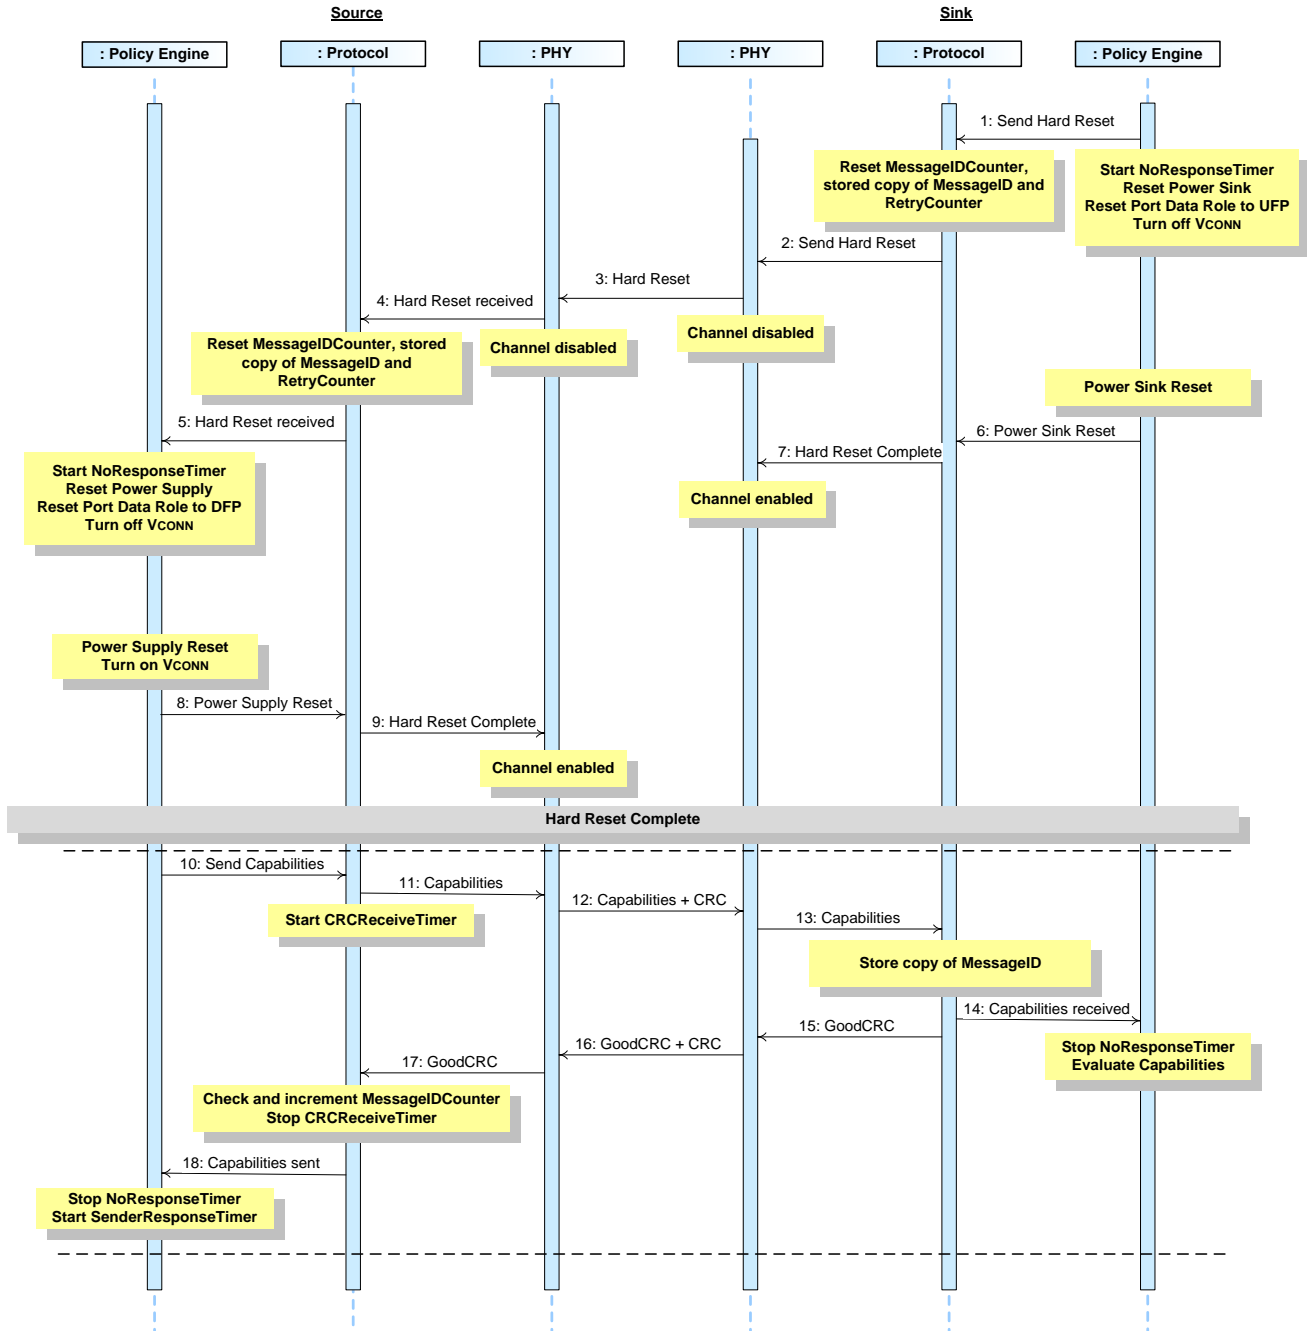 Source
Sink
: Policy Engine
: Protocol
: PHY
: PHY
: Protocol
: Policy Engine
1: Send Hard Reset
Reset MessageIDCounter,
stored copy of MessageID and
RetryCounter
Start NoResponseTimer
Reset Power Sink
Reset Port Data Role to UFP
Turn off VCONN
2: Send Hard Reset
3: Hard Reset
4: Hard Reset received
Channel disabled
Channel disabled
Reset MessageIDCounter, stored
copy of MessageID and
RetryCounter
Power Sink Reset
5: Hard Reset received
6: Power Sink Reset
7: Hard Reset Complete
Start NoResponseTimer
Reset Power Supply
Reset Port Data Role to DFP
Turn off VCONN
Channel enabled
Power Supply Reset
Turn on VCONN
8: Power Supply Reset
9: Hard Reset Complete
Channel enabled
Hard Reset Complete
10: Send Capabilities
11: Capabilities
12: Capabilities + CRC
Start CRCReceiveTimer
13: Capabilities
Store copy of MessageID
14: Capabilities received
15: GoodCRC
16: GoodCRC + CRC
17: GoodCRC
Stop NoResponseTimer
Evaluate Capabilities
Check and increment MessageIDCounter
Stop CRCReceiveTimer
18: Capabilities sent
Stop NoResponseTimer
Start SenderResponseTimer